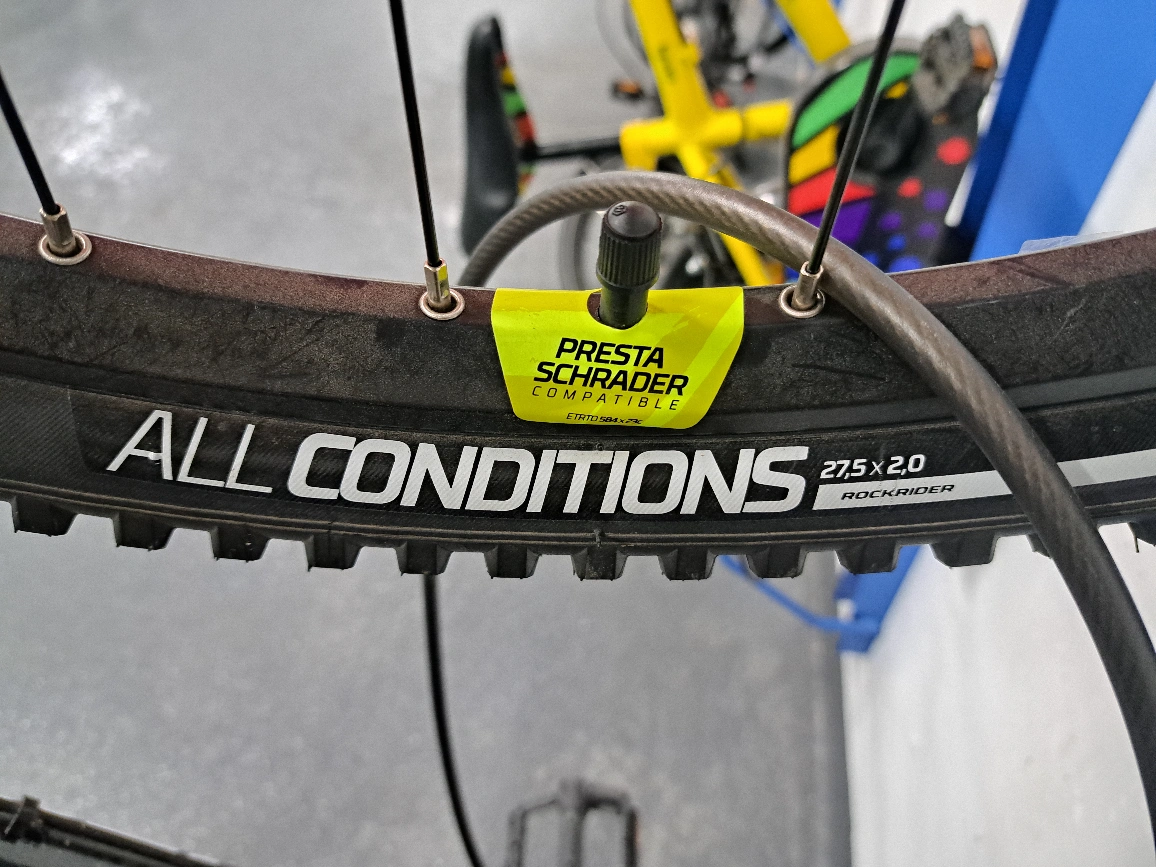 PRESTA
SCHRADER
COMPATIBLE
ETRTO 584 x 23c
ALL CONDITIONS 27,5 x 2,0
ROCKRIDER